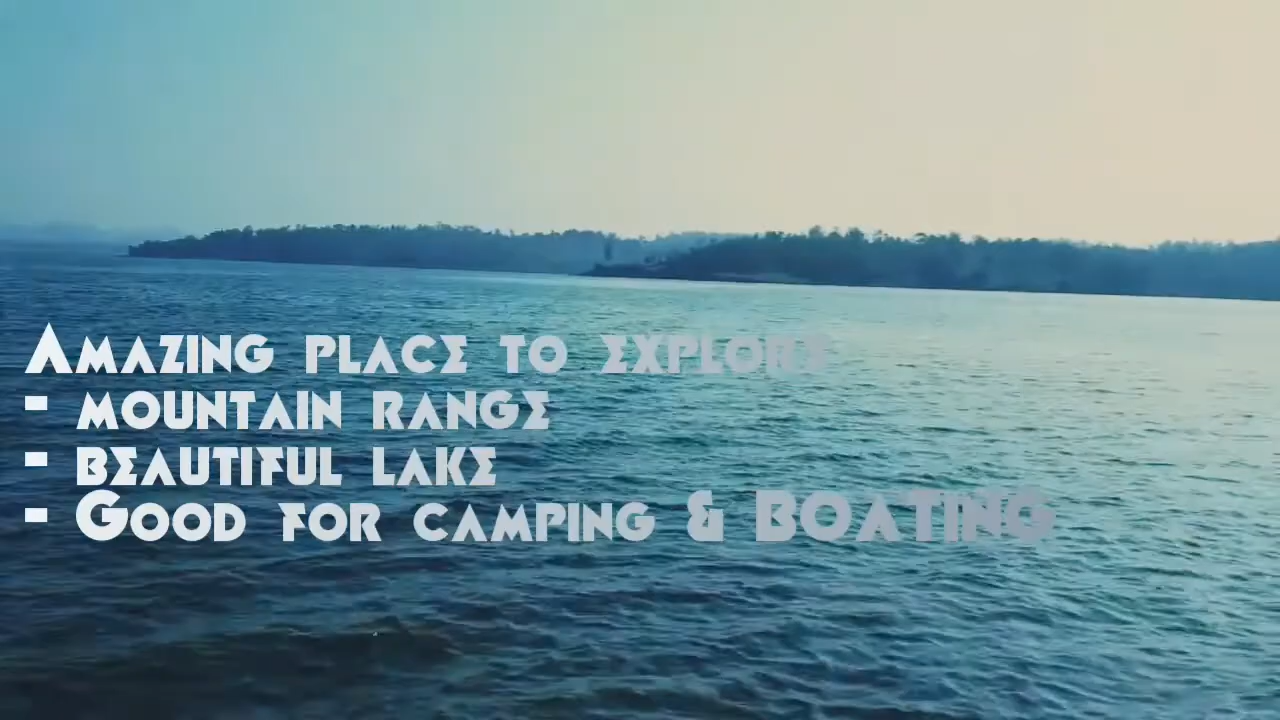 Amazing place to explore
- mountain range
- beautiful lake
- Good for camping & BOATING